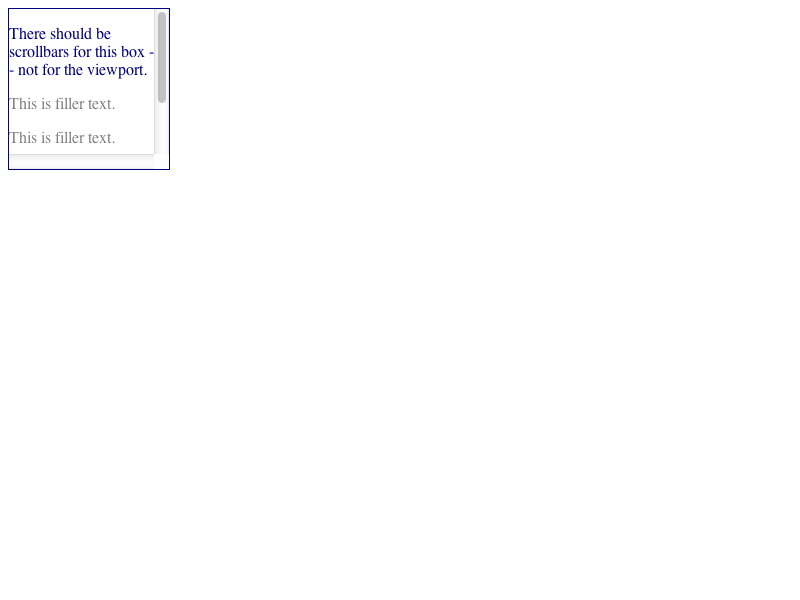 There should be
scrollbars for this box -
- not for the viewport.
This is filler text.
This is filler text.